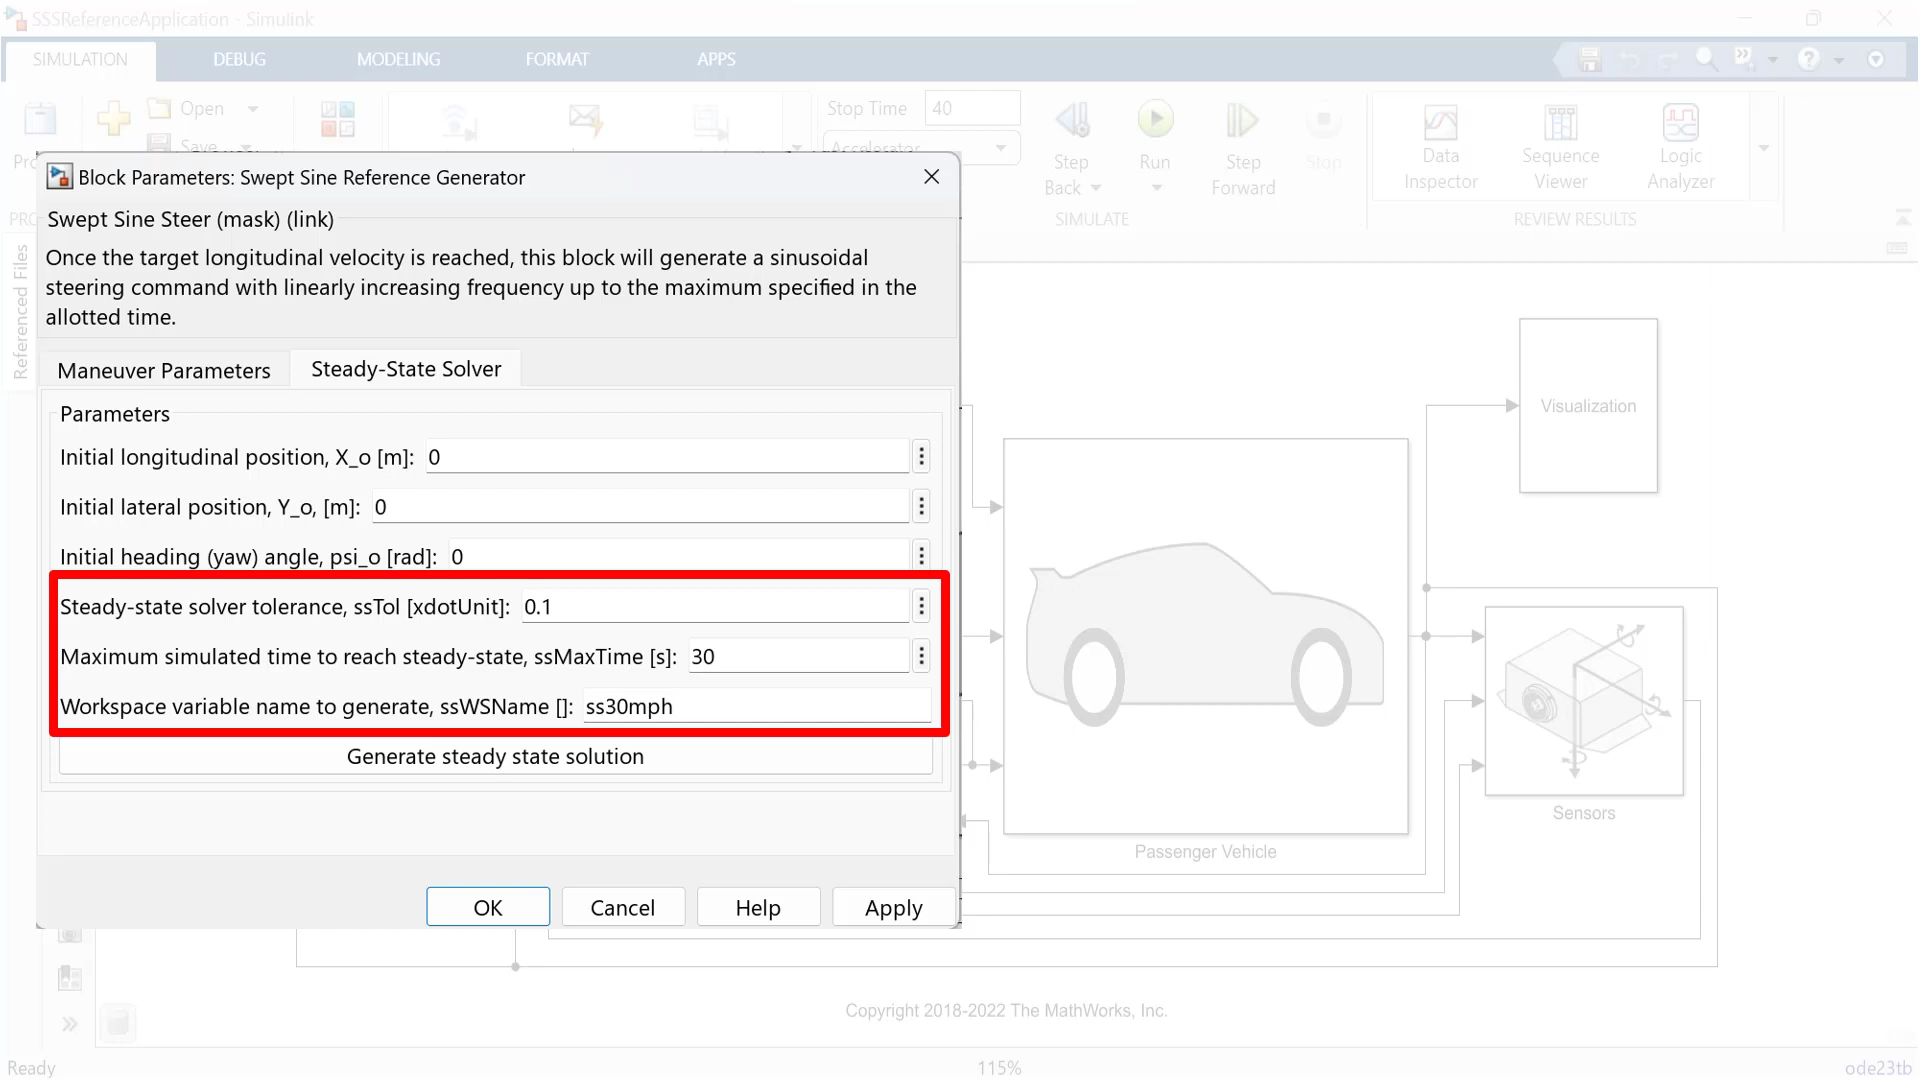 SSSReferenceApplication - Simulink
SIMULATION
DEBUG
MODELING
FORMAT
APPS
Open
Save
Stop Time
40
Accelerator
Step
Back
Run
Step
Forward
Stop
Data
Inspector
Sequence
Viewer
Logic
Analyzer
SIMULATE
REVIEW RESULTS
Referenced Files
Block Parameters: Swept Sine Reference Generator
Swept Sine Steer (mask) (link)
Once the target longitudinal velocity is reached, this block will generate a sinusoidal
steering command with linearly increasing frequency up to the maximum specified in the
allotted time.
Maneuver Parameters
Steady-State Solver
Parameters
Initial longitudinal position, X_o [m]: 0
Initial lateral position, Y_o, [m]: 0
Initial heading (yaw) angle, psi_o [rad]: 0
Steady-state solver tolerance, ssTol [xdotUnit]: 0.1
Maximum simulated time to reach steady-state, ssMaxTime [s]: 30
Workspace variable name to generate, ssWSName []: ss30mph
Generate steady state solution
OK
Cancel
Help
Apply
Visualization
Sensors
Passenger Vehicle
Copyright 2018-2022 The MathWorks, Inc.
Ready
115%
ode23tb